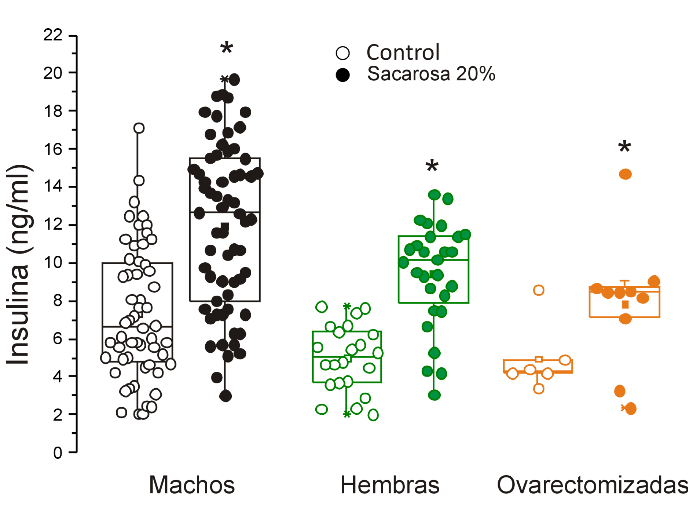 Insulina (ng/ml)
22
20
18
16
14
12
10
8
6
4
2
0
*
*
*
Control
Sacarosa 20%
Machos
Hembras
Ovarectomizadas